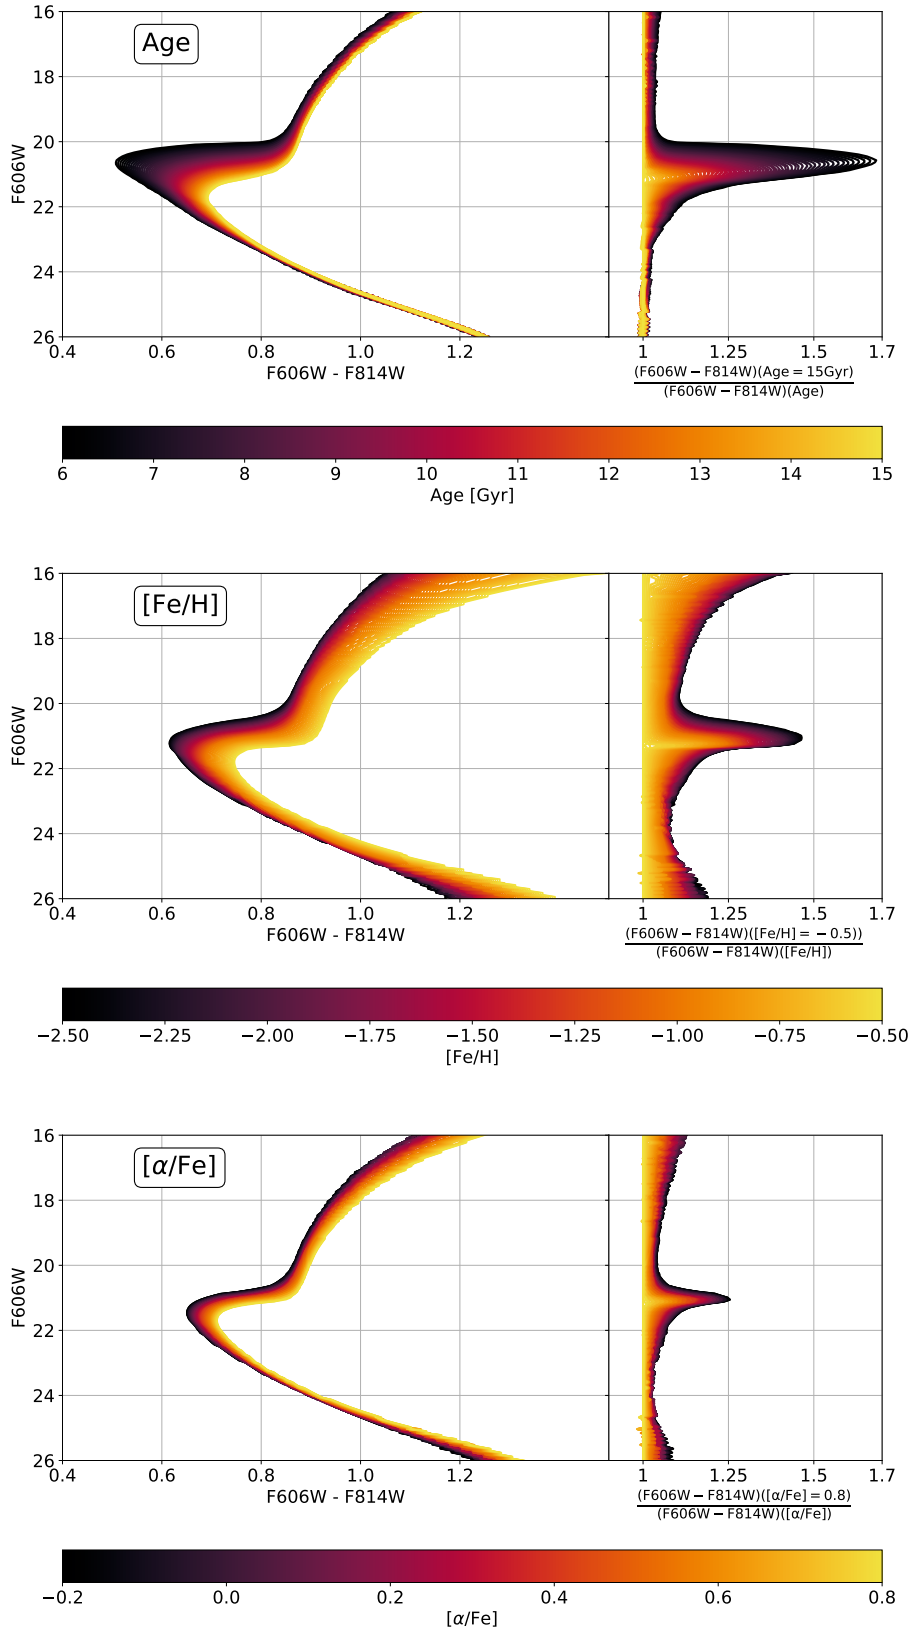 Age
16
18
20
22
24
26
F606W
0.4 0.6 0.8 1.0 1.2
F606W - F814W
1 1.25 1.5 1.7
(F606W − F814W)(Age = 15Gyr)
(F606W − F814W)(Age)
6 7 8 9 10 11 12 13 14 15
Age [Gyr]
[Fe/H]
16
18
20
22
24
26
F606W
0.4 0.6 0.8 1.0 1.2
F606W - F814W
1 1.25 1.5 1.7
(F606W − F814W)([Fe/H] = − 0.5))
(F606W − F814W)([Fe/H])
−2.50 −2.25 −2.00 −1.75 −1.50 −1.25 −1.00 −0.75 −0.50
[Fe/H]
[α/Fe]
16
18
20
22
24
26
F606W
0.4 0.6 0.8 1.0 1.2
F606W - F814W
1 1.25 1.5 1.7
(F606W − F814W)([α/Fe] = 0.8)
(F606W − F814W)([α/Fe])
−0.2 0.0 0.2 0.4 0.6 0.8
[α/Fe]